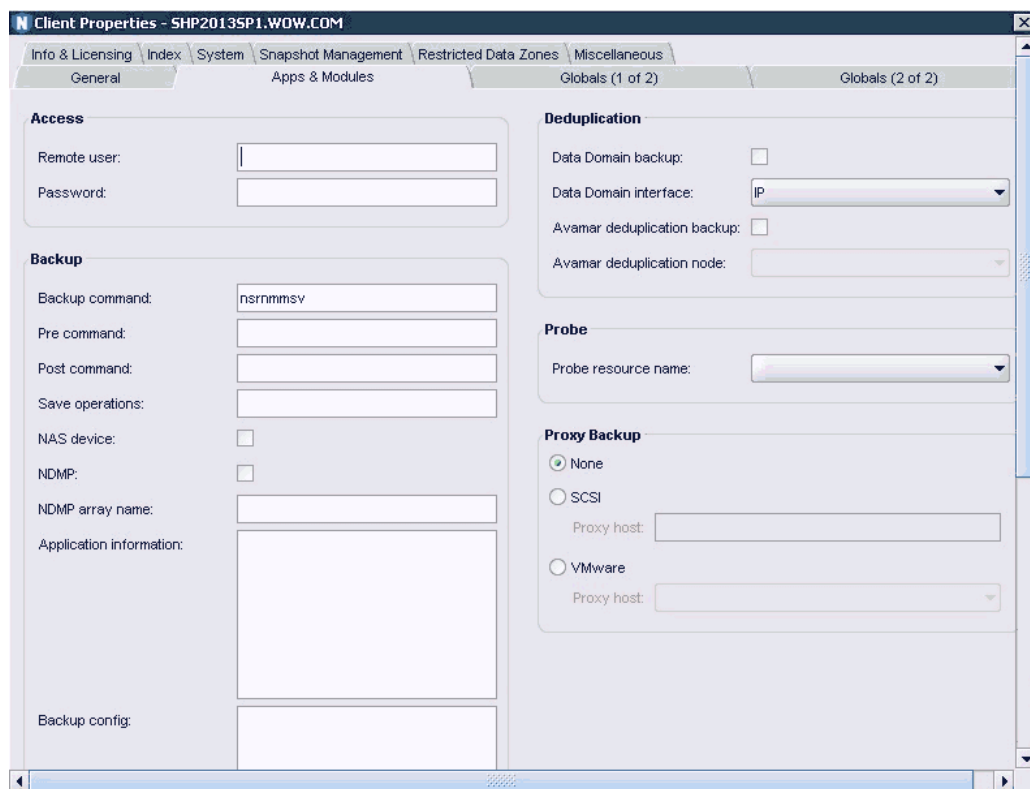 N Client Properties - SHP2013SP1.WOW.COM
Info & Licensing Index System Snapshot Management Restricted Data Zones Miscellaneous
General Apps & Modules Globals (1 of 2) Globals (2 of 2)
Access
Remote user:
Password:
Backup
Backup command: nsrnmmsv
Pre command:
Post command:
Save operations:
NAS device:
NDMP:
NDMP array name:
Application information:
Backup config:
Deduplication
Data Domain backup:
Data Domain interface: IP
Avamar deduplication backup:
Avamar deduplication node:
Probe
Probe resource name:
Proxy Backup
None
SCSI
Proxy host:
VMware
Proxy host: